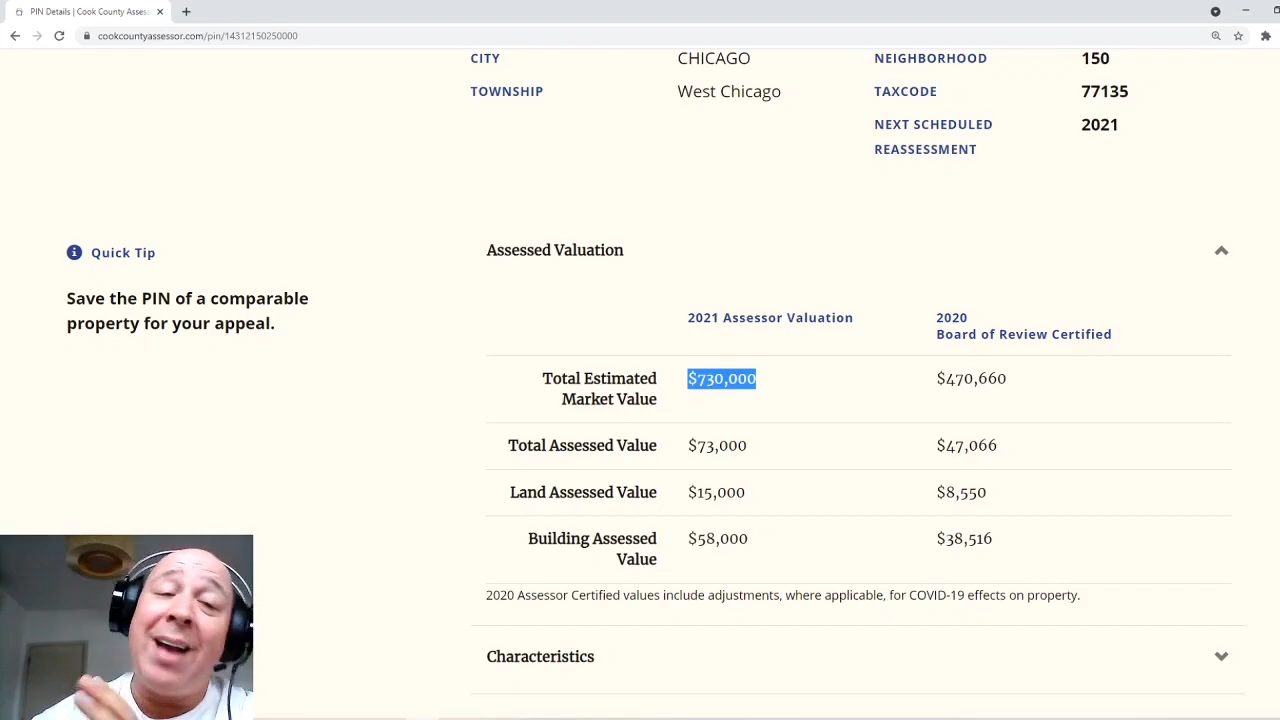 PIN Details | Cook County Assess
cookcountyassessor.com/pin/14312150250000
CITY CHICAGO NEIGHBORHOOD 150
TOWNSHIP West Chicago TAXCODE 77135
NEXT SCHEDULED 2021
REASSESSMENT
Quick Tip
Save the PIN of a comparable
property for your appeal.
Assessed Valuation
2021 Assessor Valuation 2020
Board of Review Certified
Total Estimated $730,000 $470,660
Market Value
Total Assessed Value $73,000 $47,066
Land Assessed Value $15,000 $8,550
Building Assessed $58,000 $38,516
Value
2020 Assessor Certified values include adjustments, where applicable, for COVID-19 effects on property.
Characteristics